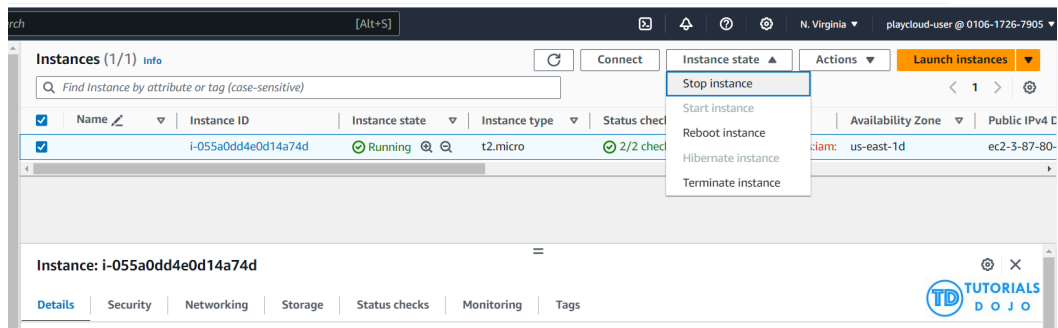 rch
[Alt+S]
N. Virginia
playcloud-user @ 0106-1726-7905
Instances (1/1) Info
Connect
Instance state
Actions
Launch instances
Find Instance by attribute or tag (case-sensitive)
1
Stop instance
Start instance
Reboot instance
Hibernate instance
Terminate instance
Name
Instance ID
Instance state
Instance type
Status chec
Availability Zone
Public IPv4 D
i-055a0dd4e0d14a74d
Running
t2.micro
2/2 chec
s:iam:
us-east-1d
ec2-3-87-80-
Instance: i-055a0dd4e0d14a74d
Details
Security
Networking
Storage
Status checks
Monitoring
Tags
TD
TUTORIALS
DOJO